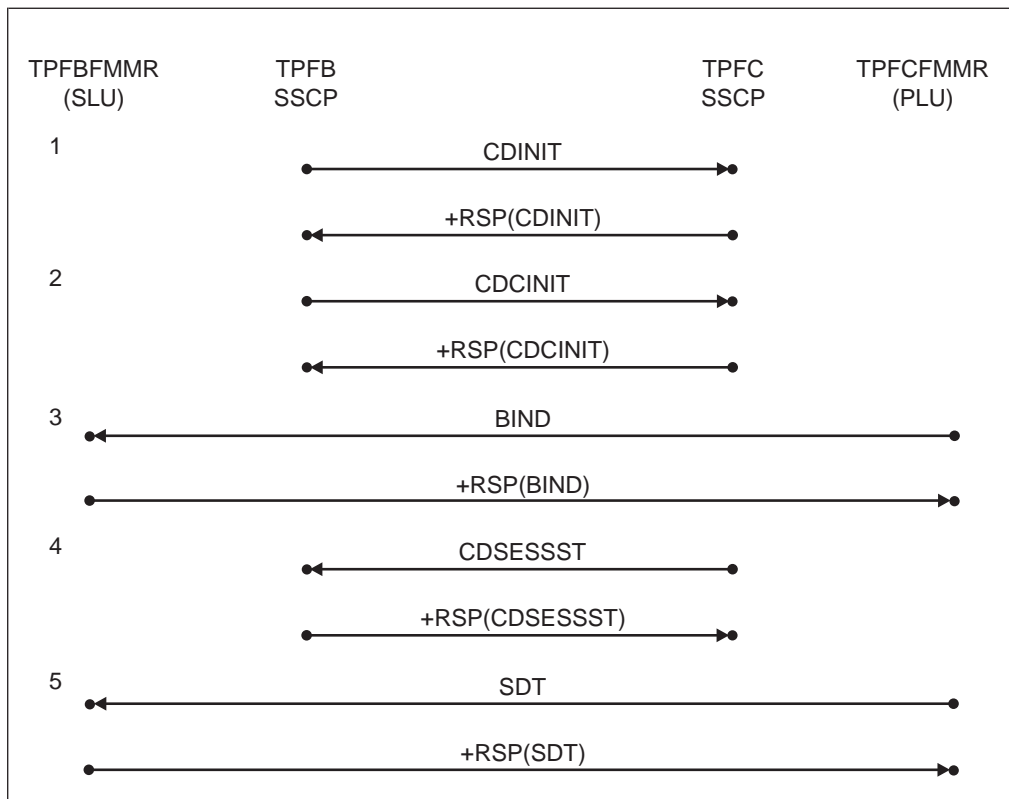 TPFBFMMR
(SLU)
TPFB
SSCP
TPFC
SSCP
TPFCFMMR
(PLU)
1
CDINIT
+RSP(CDINIT)
2
CDCINIT
+RSP(CDCINIT)
3
BIND
+RSP(BIND)
4
CDSESSST
+RSP(CDSESSST)
5
SDT
+RSP(SDT)